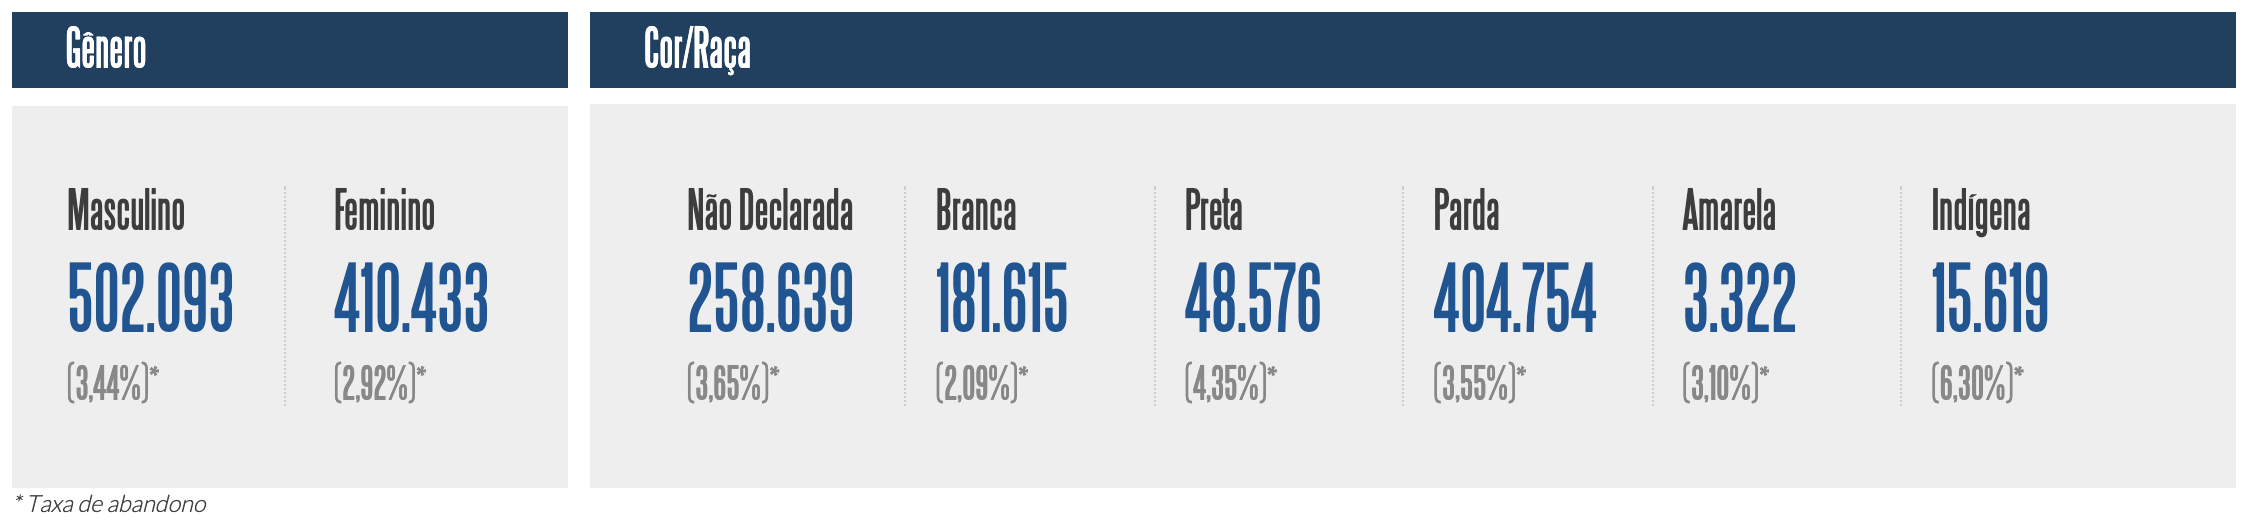 Gênero
Masculino
502.093
(3,44%)*
Feminino
410.433
(2,92%)*
Cor/Raça
Não Declarada
258.639
(3,65%)*
Branca
181.615
(2,09%)*
Preta
48.576
(4,35%)*
Parda
404.754
(3,55%)*
Amarela
3.322
(3,10%)*
Indígena
15.619
(6,30%)*
* Taxa de abandono